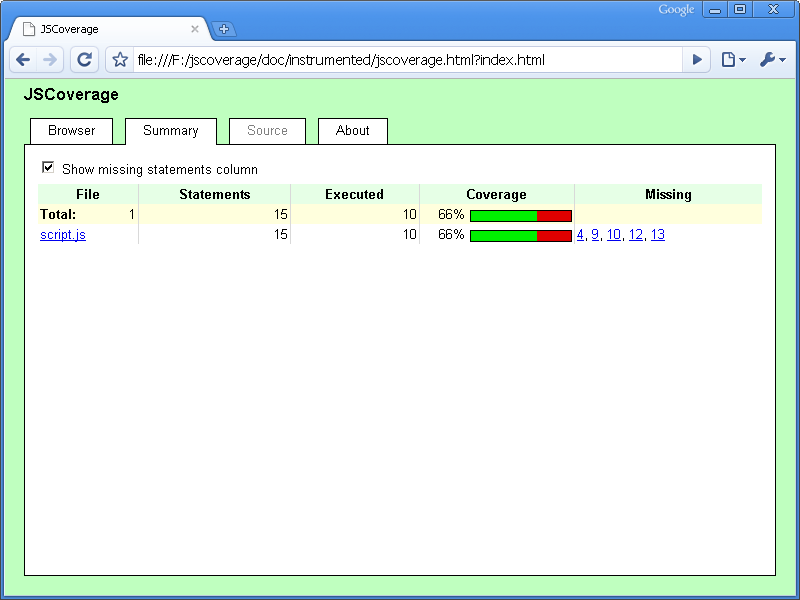 Google
JSCoverage
file:///F:/jscoverage/doc/instrumented/jscoverage.html?index.html
JSCoverage
Browser Summary Source About
Show missing statements column
File Statements Executed Coverage Missing
Total: 1 15 10 66%
script.js 15 10 66% 4, 9, 10, 12, 13